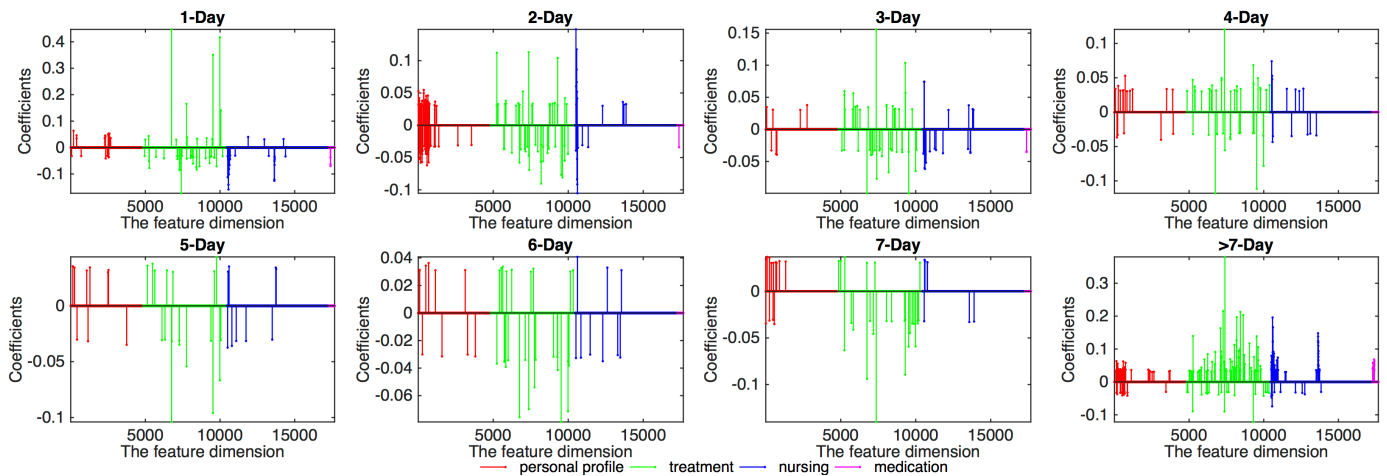 1-Day
2-Day
3-Day
4-Day
0.4
0.3
0.2
0.1
0
-0.1
Coefficients
5000
10000
15000
The feature dimension
0.1
0.05
0
-0.05
-0.1
Coefficients
5000
10000
15000
The feature dimension
0.15
0.1
0.05
0
-0.05
Coefficients
5000
10000
15000
The feature dimension
0.1
0.05
0
-0.05
-0.1
Coefficients
5000
10000
15000
The feature dimension
5-Day
6-Day
7-Day
>7-Day
0
-0.05
-0.1
Coefficients
5000
10000
15000
The feature dimension
0.04
0.02
0
-0.02
-0.04
-0.06
Coefficients
5000
10000
15000
The feature dimension
0
-0.05
-0.1
Coefficients
5000
10000
15000
The feature dimension
0.3
0.2
0.1
0
-0.1
Coefficients
5000
10000
15000
The feature dimension
personal profile treatment nursing medication